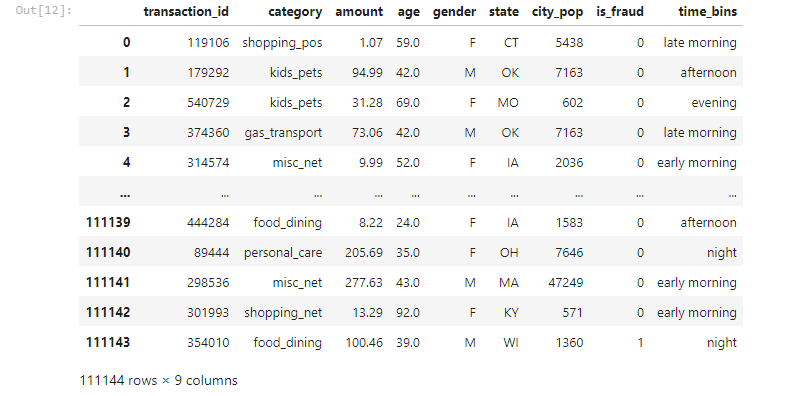 Out[12]:
transaction_id category amount age gender state city_pop is_fraud time_bins
0 119106 shopping_pos 1.07 59.0 F CT 5438 0 late morning
1 179292 kids_pets 94.99 42.0 M OK 7163 0 afternoon
2 540729 kids_pets 31.28 69.0 F MO 602 0 evening
3 374360 gas_transport 73.06 42.0 M OK 7163 0 late morning
4 314574 misc_net 9.99 52.0 F IA 2036 0 early morning
... ... ... ... ... ... ... ... ... ...
111139 444284 food_dining 8.22 24.0 F IA 1583 0 afternoon
111140 89444 personal_care 205.69 35.0 F OH 7646 0 night
111141 298536 misc_net 277.63 43.0 M MA 47249 0 early morning
111142 301993 shopping_net 13.29 92.0 F KY 571 0 early morning
111143 354010 food_dining 100.46 39.0 M WI 1360 1 night
111144 rows × 9 columns